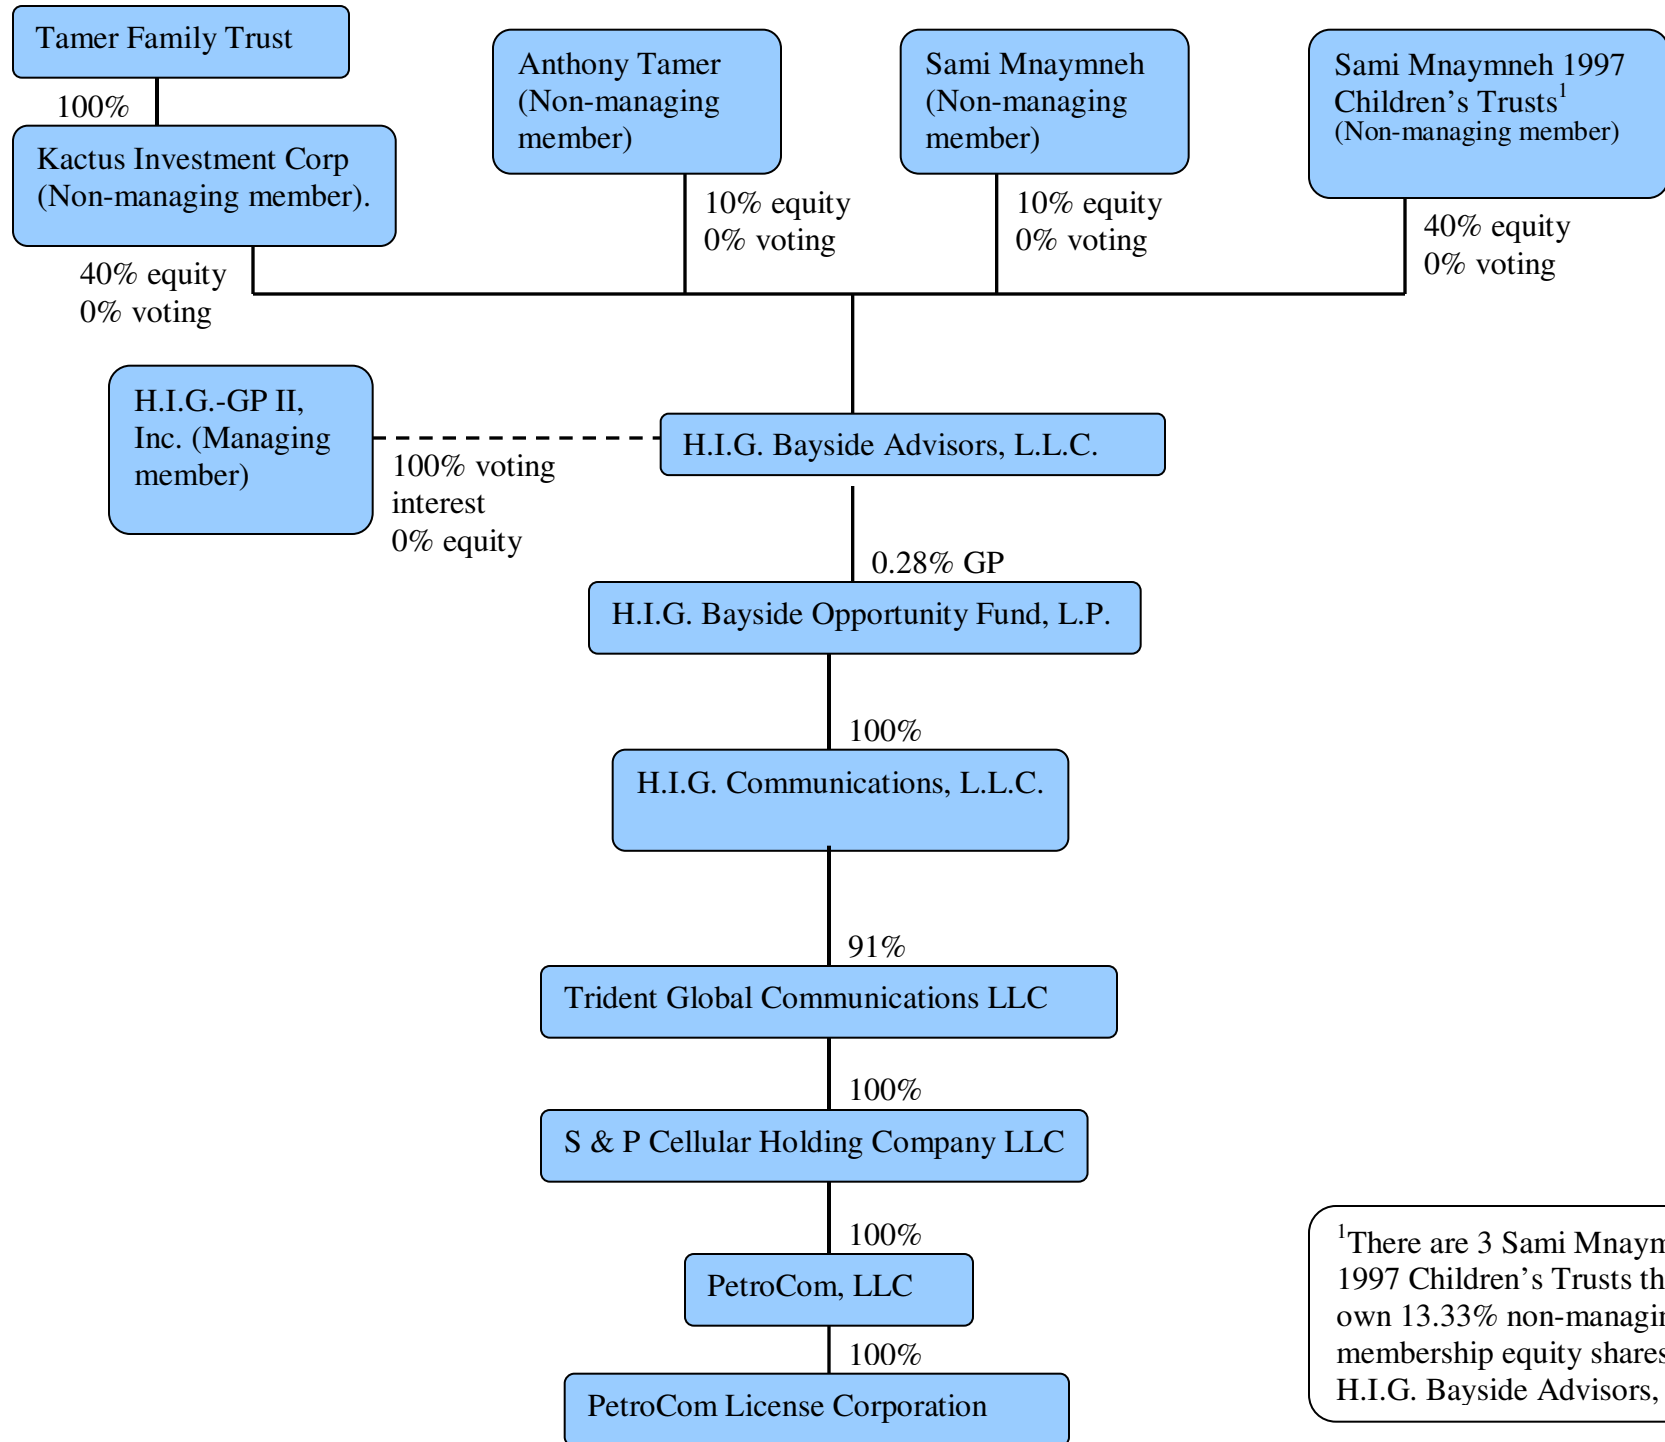 Tamer Family Trust
100%
Kactus Investment Corp
(Non-managing member).
40% equity
0% voting
Anthony Tamer
(Non-managing
member)
10% equity
0% voting
Sami Mnaymneh
(Non-managing
member)
10% equity
0% voting
Sami Mnaymneh 1997
Children's Trusts1
(Non-managing member)
40% equity
0% voting
H.I.G.-GP II,
Inc. (Managing
member)
100% voting
interest
0% equity
H.I.G. Bayside Advisors, L.L.C.
0.28% GP
H.I.G. Bayside Opportunity Fund, L.P.
100%
H.I.G. Communications, L.L.C.
91%
Trident Global Communications LLC
100%
S & P Cellular Holding Company LLC
100%
PetroCom, LLC
100%
PetroCom License Corporation
1There are 3 Sami
1997 Children's Trusts
own 13.33%
membership equity shares
H.I.G. Bayside Advisors,